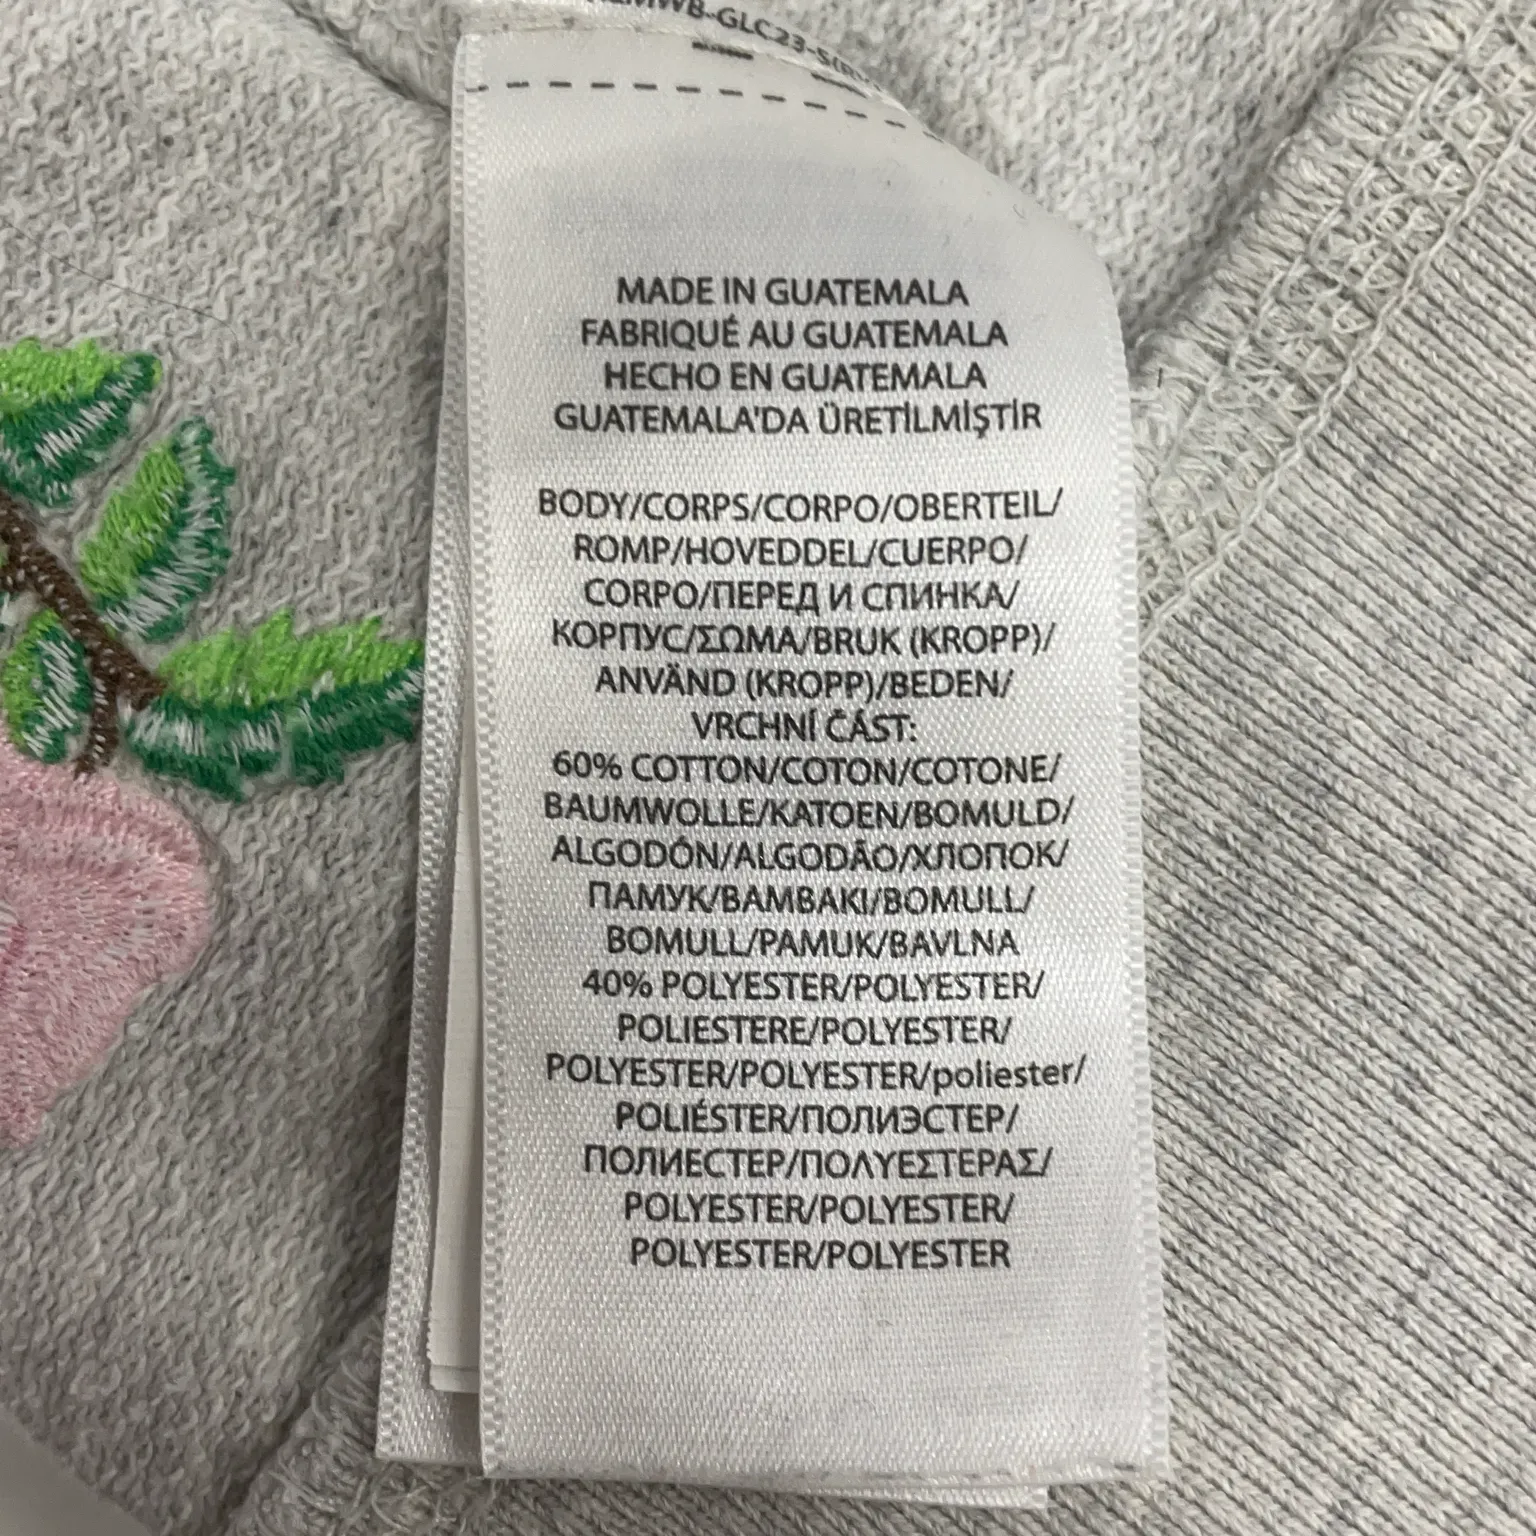 MADE IN GUATEMALA
FABRIQUÉ AU GUATEMALA
HECHO EN GUATEMALA
GUATEMALA'DA ÜRETİLMİŞTİR
BODY/CORPS/CORPO/OBERTEIL/
ROMP/HOVEDDEL/CUERPO/
CORPO/ПЕРЕД И СПИНКА/
КОРПУС/ΣΩΜΑ/BRUK (KROPP)/
ANVÄND (KROPP)/BEDEN/
VRCHNÍ ČÁST:
60% COTTON/COTON/COTONE/
BAUMWOLLE/KATOEN/BOMULD/
ALGODÓN/ALGODÃO/ХЛОПОК/
ПАМУК/ΒΑΜΒΑΚΙ/BOMULL/
BOMULL/PAMUK/BAVLNA
40% POLYESTER/POLYESTER/
POLIESTERE/POLYESTER/
POLYESTER/POLYESTER/poliester/
POLIÉSTER/ПОЛИЭСТЕР/
ПОЛИЕСТЕР/ΠΟΛΥΕΣΤΕΡΑΣ/
POLYESTER/POLYESTER/
POLYESTER/POLYESTER